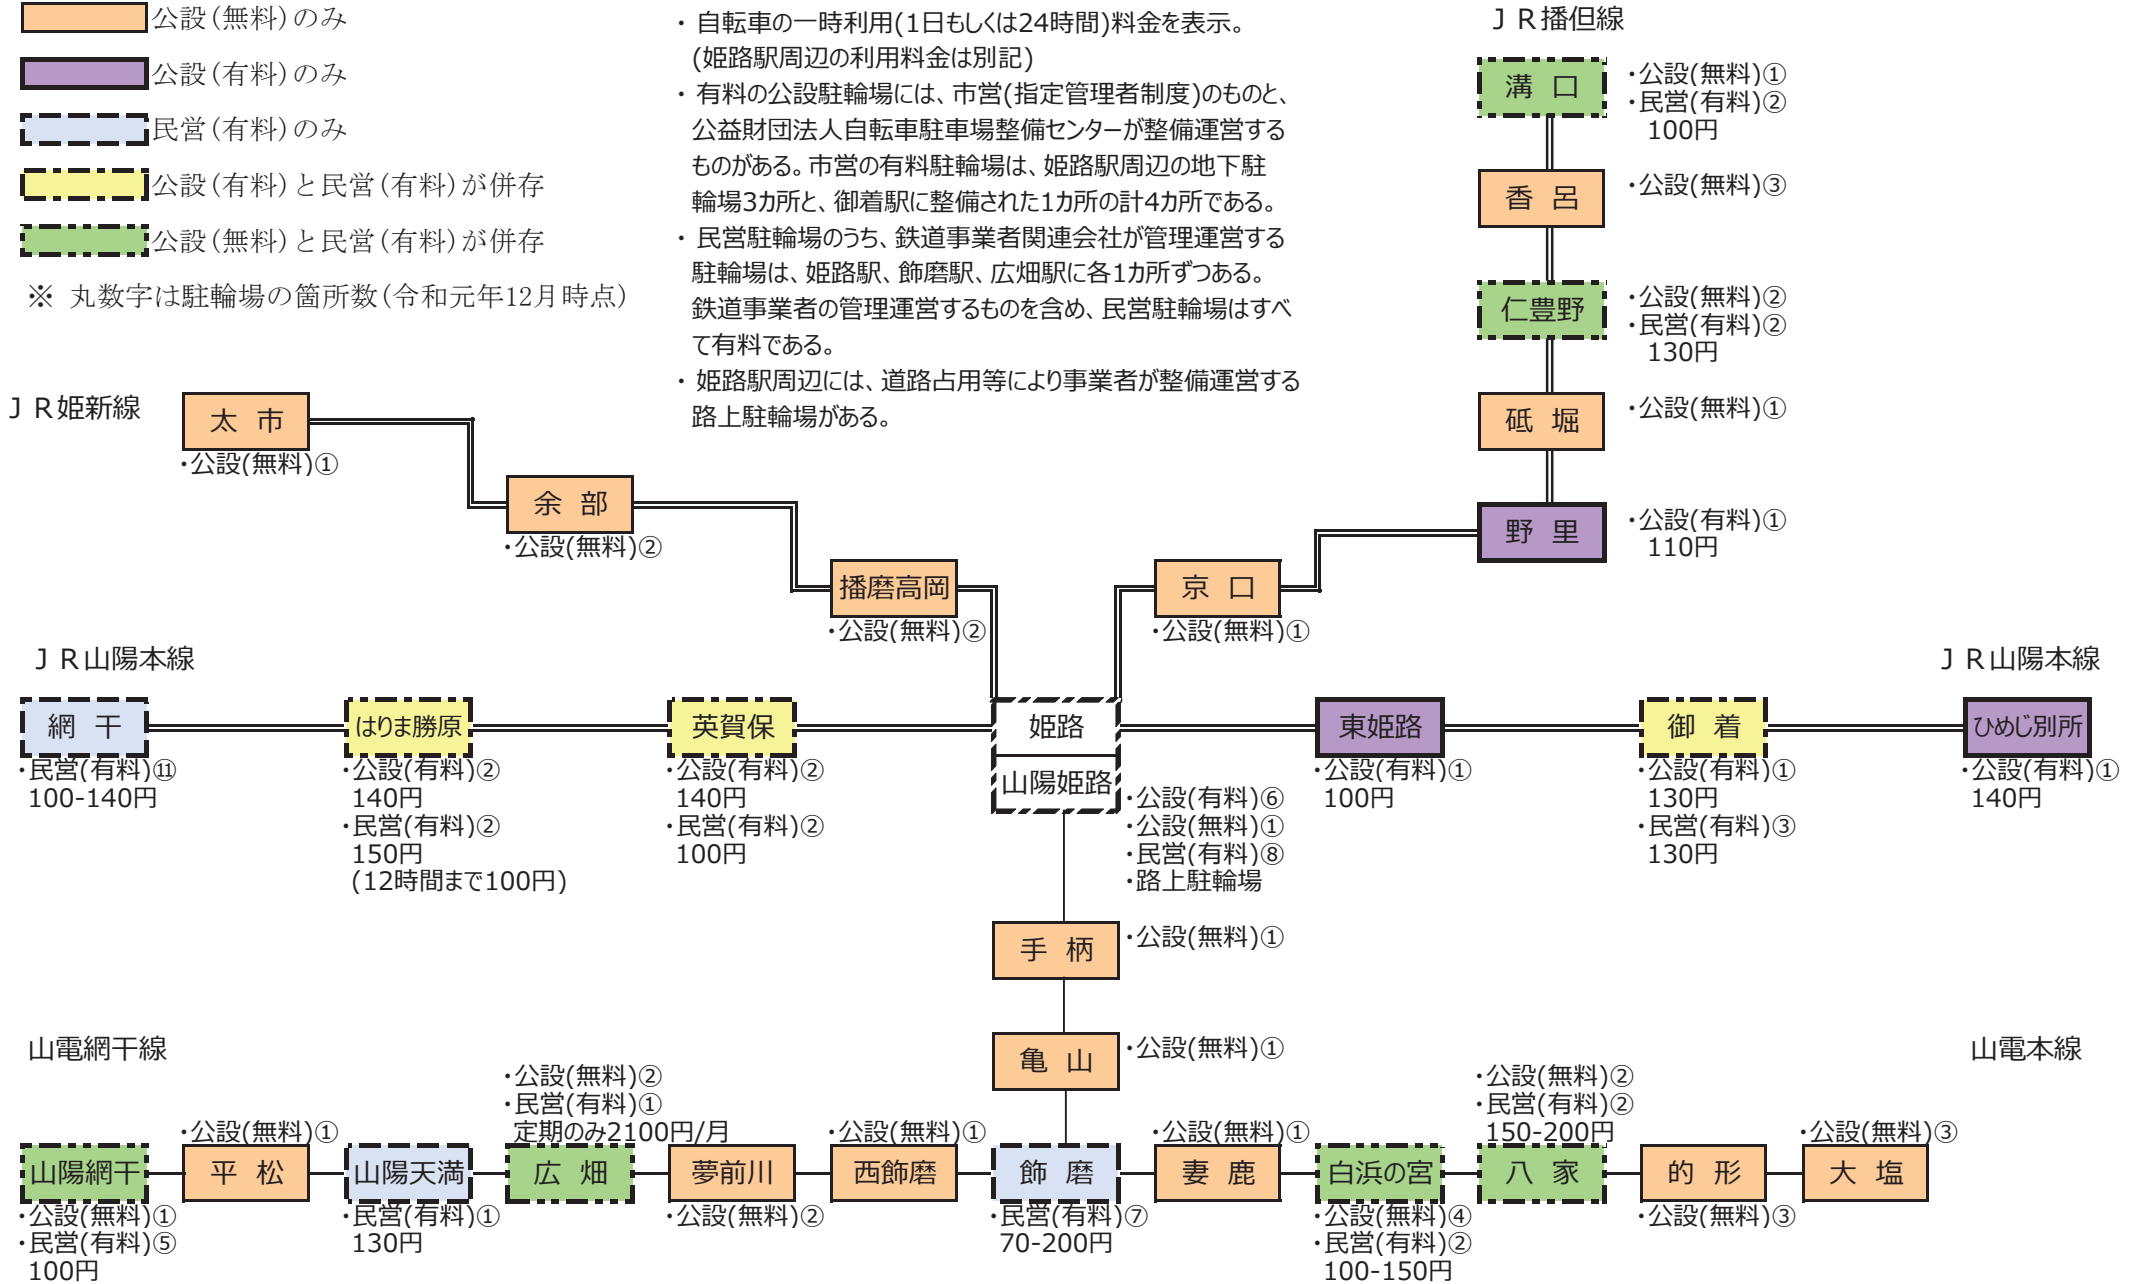 公設(無料)のみ
公設(有料)のみ
民営(有料)のみ
公設(有料)と民営(有料)が併存
公設(無料)と民営(有料)が併存
※ 丸数字は駐輪場の箇所数(令和元年12月時点)
・ 自転車の一時利用(1日もしくは24時間)料金を表示。
(姫路駅周辺の利用料金は別記)
・ 有料の公設駐輪場には、市営(指定管理者制度)のものと、
公益財団法人自転車駐車場整備センターが整備運営する
ものがある。市営の有料駐輪場は、姫路駅周辺の地下駐
輪場3カ所と、御着駅に整備された1カ所の計4カ所である。
・ 民営駐輪場のうち、鉄道事業者関連会社が管理運営する
駐輪場は、姫路駅、飾磨駅、広畑駅に各1カ所ずつある。
鉄道事業者の管理運営するものを含め、民営駐輪場はすべ
て有料である。
・ 姫路駅周辺には、道路占用等により事業者が整備運営する
路上駐輪場がある。
ＪＲ播但線
溝 口
・公設(無料)①
・民営(有料)②
100円
香 呂
・公設(無料)③
仁豊野
・公設(無料)②
・民営(有料)②
130円
砥 堀
・公設(無料)①
野 里
・公設(有料)①
110円
京 口
・公設(無料)①
ＪＲ姫新線
太 市
・公設(無料)①
余 部
・公設(無料)②
播磨高岡
・公設(無料)②
ＪＲ山陽本線
ＪＲ山陽本線
網 干
・民営(有料)⑪
100-140円
はりま勝原
・公設(有料)②
140円
・民営(有料)②
150円
(12時間まで100円)
英賀保
・公設(有料)②
140円
・民営(有料)②
100円
姫路
山陽姫路
・公設(有料)⑥
・公設(無料)①
・民営(有料)⑧
・路上駐輪場
東姫路
・公設(有料)①
100円
御 着
・公設(有料)①
130円
・民営(有料)③
130円
ひめじ別所
・公設(有料)①
140円
手 柄
・公設(無料)①
亀 山
・公設(無料)①
山電網干線
山電本線
山陽網干
・公設(無料)①
・民営(有料)⑤
100円
・公設(無料)①
平 松
山陽天満
・民営(有料)①
130円
・公設(無料)②
・民営(有料)①
定期のみ2100円/月
広 畑
夢前川
・公設(無料)②
・公設(無料)①
西飾磨
飾 磨
・民営(有料)⑦
70-200円
・公設(無料)①
妻 鹿
白浜の宮
・公設(無料)④
・民営(有料)②
100-150円
・公設(無料)②
・民営(有料)②
150-200円
八 家
的 形
・公設(無料)③
・公設(無料)③
大 塩